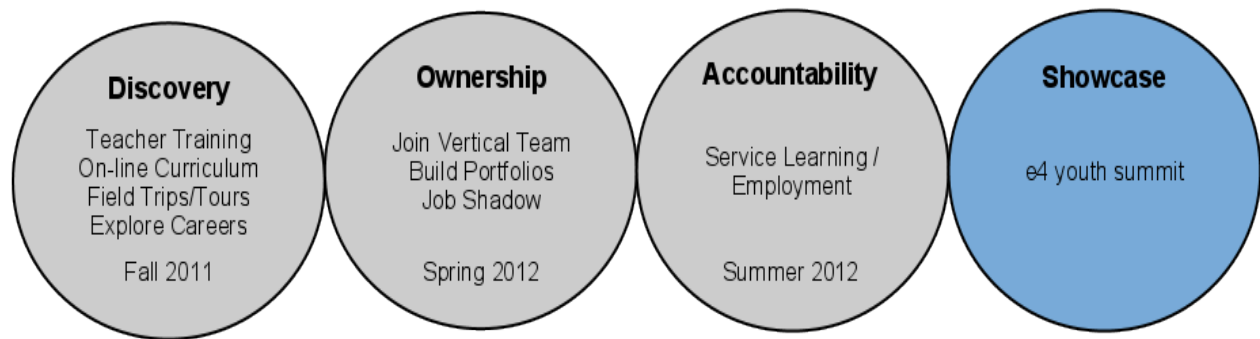 Discovery
Teacher Training
On-line Curriculum
Field Trips/Tours
Explore Careers
Fall 2011
Ownership
Join Vertical Team
Build Portfolios
Job Shadow
Spring 2012
Accountability
Service Learning /
Employment
Summer 2012
Showcase
e4 youth summit